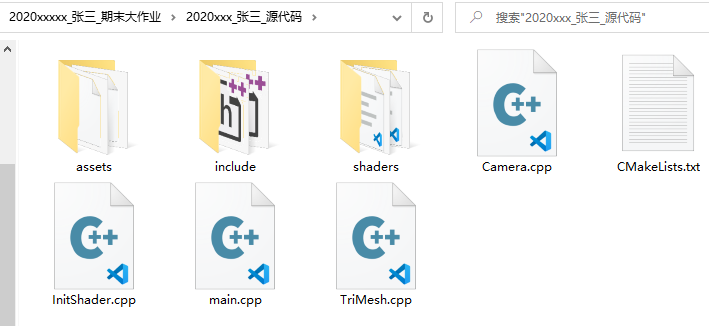 2020xxxxx_张三_期末大作业 > 2020xxx_张三_源代码 >
搜索"2020xxx_张三_源代码"
assets
include
shaders
Camera.cpp
CMakeLists.txt
InitShader.cpp
main.cpp
TriMesh.cpp